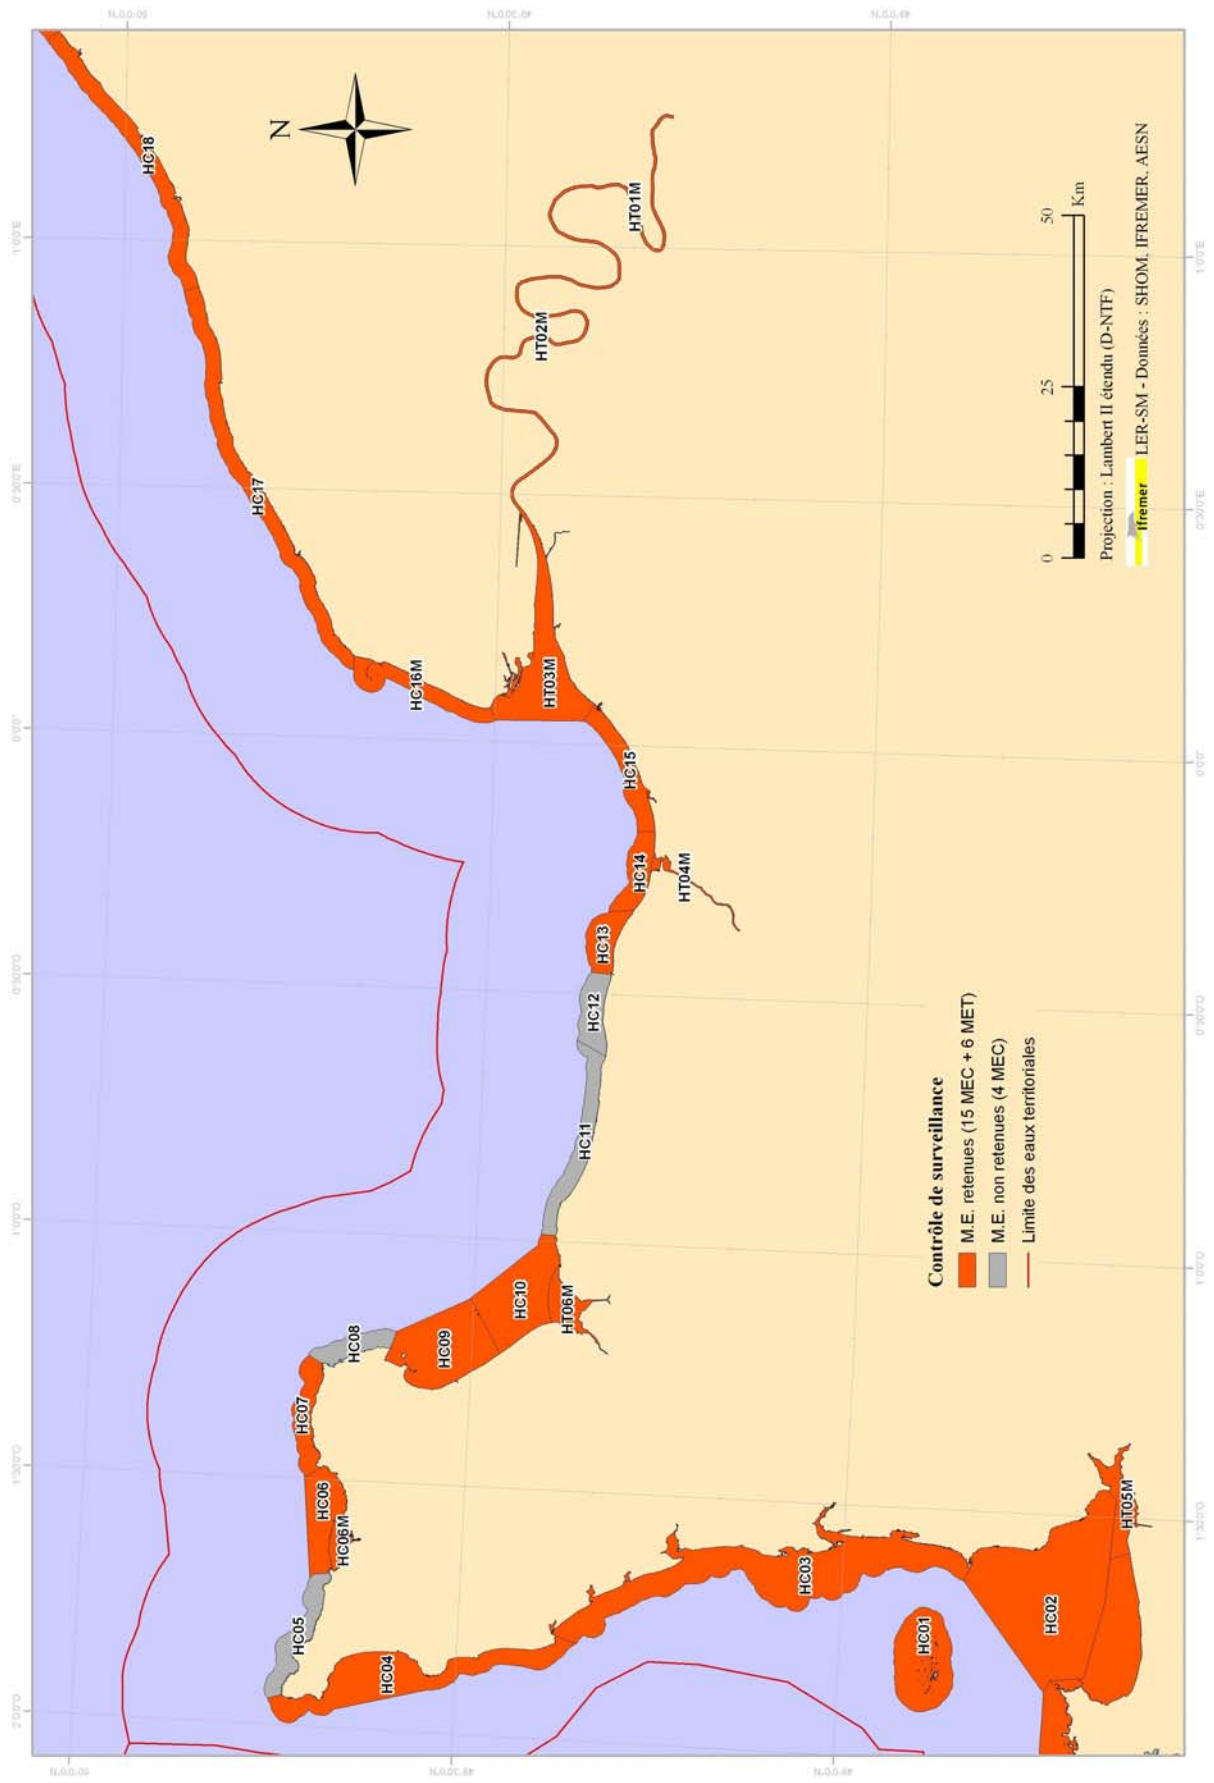 N
HC18
HT01M
HT02M
HC17
HC16M
HT03M
HC15
HC14
HT04M
HC13
HC12
HC11
HC10
HT06M
HC09
HC08
HC07
HC06
HC06M
HC05
HC04
HC03
HC01
HC02
HT05M
Contrôle de surveillance
M.E. retenues (15 MEC + 6 MET)
M.E. non retenues (4 MEC)
Limite des eaux territoriales
0 25 50
Km
Projection : Lambert II étendu (D-NTF)
Ifremer
LER-SM - Données : SHOM, IFREMER, AESN